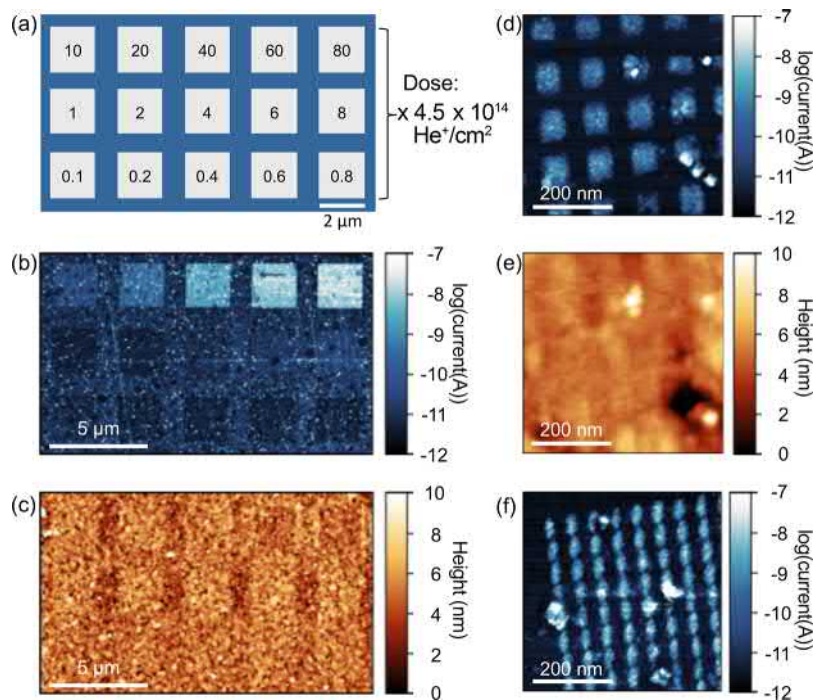 (a)
10 20 40 60 80
1 2 4 6 8
0.1 0.2 0.4 0.6 0.8
2 µm
Dose:
x 4.5 x 10¹⁴
He⁺/cm²
(b)
5 µm
-7
-8
-9
-10
-11
-12
log(current(A))
(c)
5 µm
10
8
6
4
2
0
Height (nm)
(d)
200 nm
-7
-8
-9
-10
-11
-12
log(current(A))
(e)
200 nm
10
8
6
4
2
0
Height (nm)
(f)
200 nm
-7
-8
-9
-10
-11
-12
log(current(A))